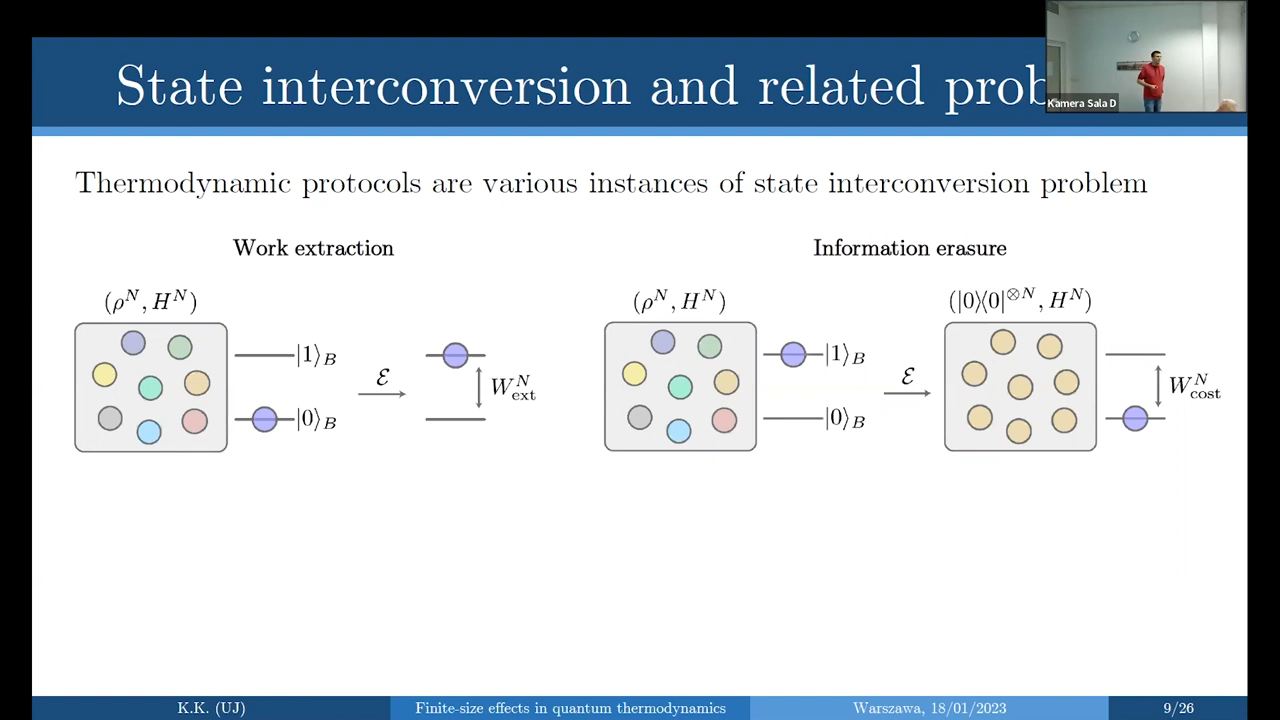 State interconversion and related prob
Kamera Sala D
Thermodynamic protocols are various instances of state interconversion problem
Work extraction
Information erasure
(ρ^N, H^N)
|1⟩_B
|0⟩_B
ℰ
W_ext^N
(ρ^N, H^N)
|1⟩_B
|0⟩_B
ℰ
(|0⟩⟨0|^⊗N, H^N)
W_cost^N
K.K. (UJ)
Finite-size effects in quantum thermodynamics
Warszawa, 18/01/2023
9/26